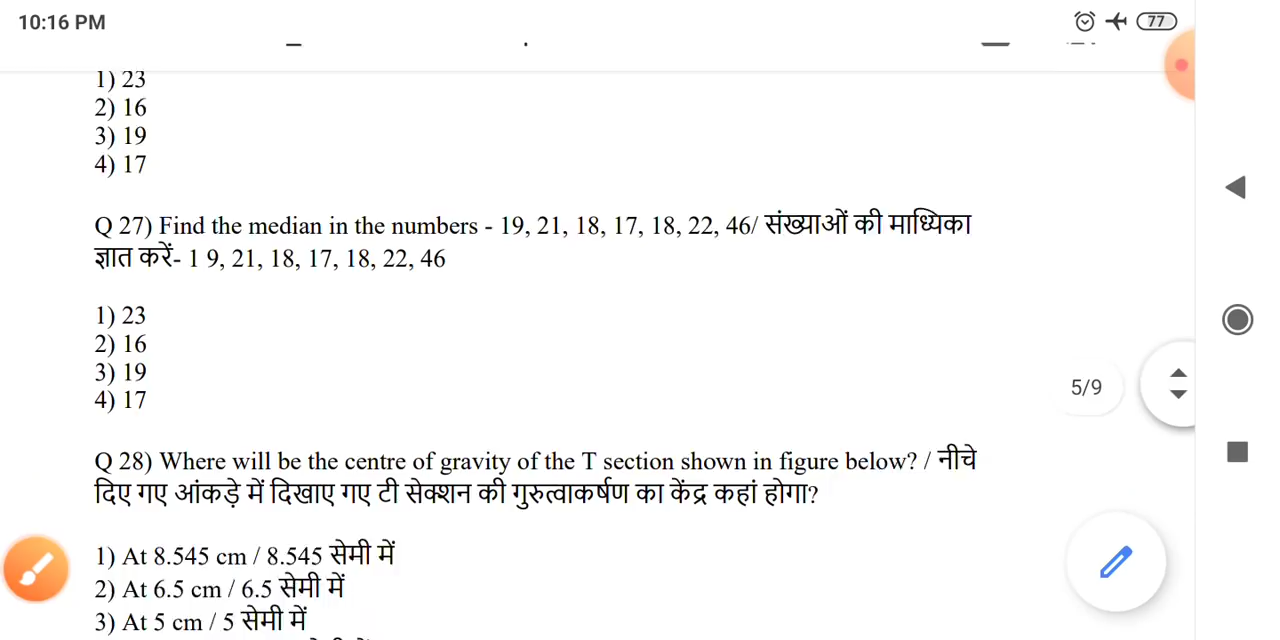 10:16 PM
77
1) 23
2) 16
3) 19
4) 17
Q 27) Find the median in the numbers - 19, 21, 18, 17, 18, 22, 46/ संख्याओं की माध्यिका
ज्ञात करें- 1 9, 21, 18, 17, 18, 22, 46
1) 23
2) 16
3) 19
4) 17
5/9
Q 28) Where will be the centre of gravity of the T section shown in figure below? / नीचे
दिए गए आंकड़े में दिखाए गए टी सेक्शन की गुरुत्वाकर्षण का केंद्र कहां होगा?
1) At 8.545 cm / 8.545 सेमी में
2) At 6.5 cm / 6.5 सेमी में
3) At 5 cm / 5 सेमी में